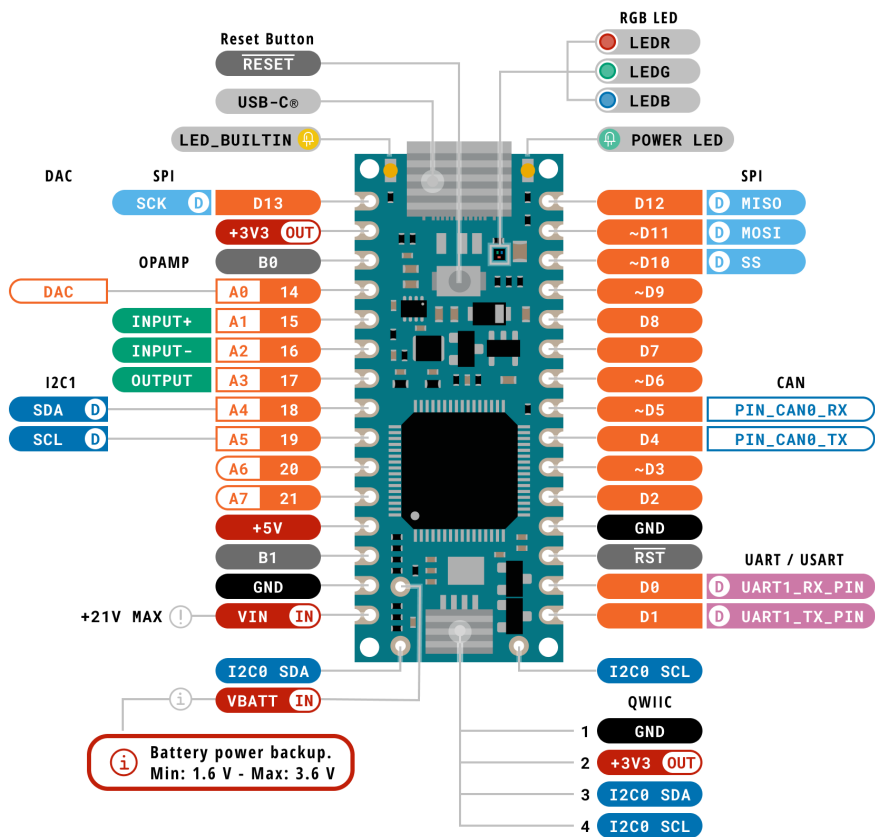 RGB LED
Reset Button
LEDR
RESET
LEDG
USB-C®
LEDB
LED_BUILTIN
POWER LED
DAC
SPI
SPI
SCK D D13
D12 D MISO
+3V3 OUT
~D11 D MOSI
OPAMP
B0
~D10 D SS
DAC A0 14
~D9
INPUT+ A1 15
D8
INPUT- A2 16
D7
OUTPUT A3 17
~D6
I2C1
CAN
SDA D A4 18
~D5 PIN_CAN0_RX
SCL D A5 19
D4 PIN_CAN0_TX
A6 20
~D3
A7 21
D2
+5V
GND
B1
RST
UART / USART
GND
D0 D UART1_RX_PIN
+21V MAX ! VIN IN
D1 D UART1_TX_PIN
I2C0 SDA
I2C0 SCL
i VBATT IN
QWIIC
1 GND
i Battery power backup.
Min: 1.6 V - Max: 3.6 V
2 +3V3 OUT
3 I2C0 SDA
4 I2C0 SCL